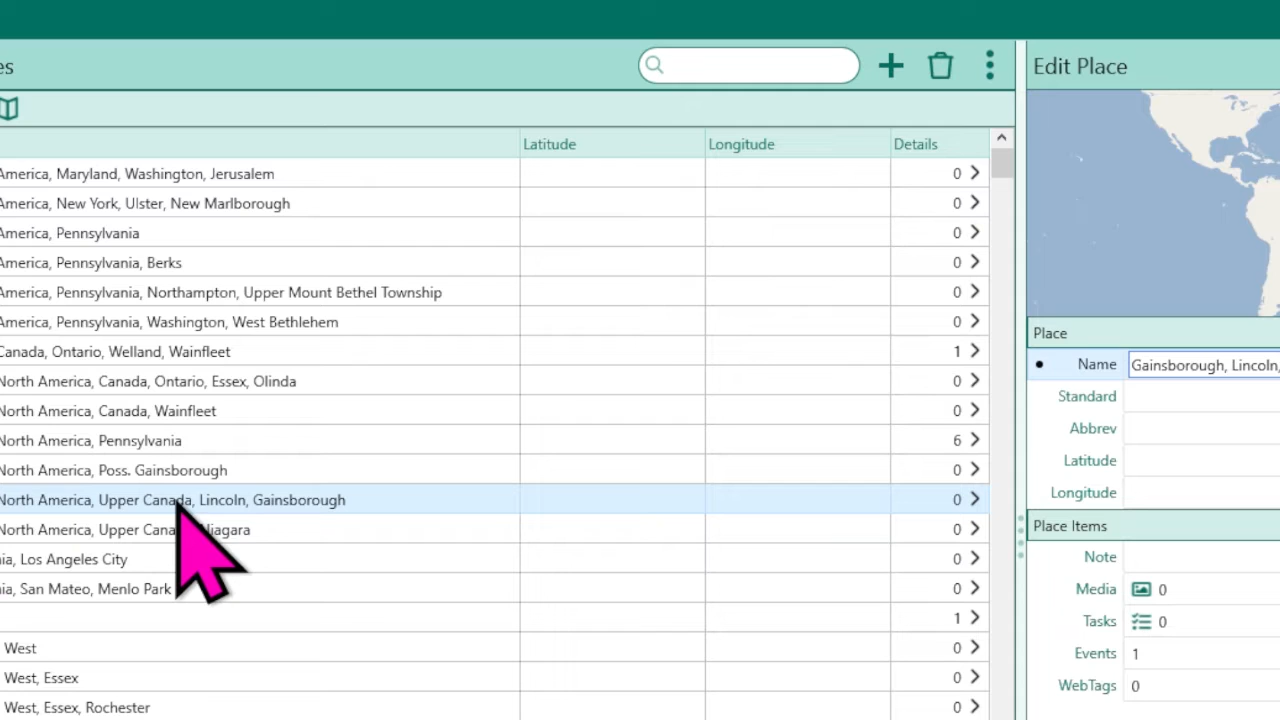 es
Edit Place
Latitude Longitude Details
America, Maryland, Washington, Jerusalem 0
America, New York, Ulster, New Marlborough 0
America, Pennsylvania 0
America, Pennsylvania, Berks 0
America, Pennsylvania, Northampton, Upper Mount Bethel Township 0
America, Pennsylvania, Washington, West Bethlehem 0
Canada, Ontario, Welland, Wainfleet 1
North America, Canada, Ontario, Essex, Olinda 0
North America, Canada, Wainfleet 0
North America, Pennsylvania 6
North America, Poss. Gainsborough 0
North America, Upper Canada, Lincoln, Gainsborough 0
North America, Upper Cana Niagara 0
ia, Los Angeles City 0
ia, San Mateo, Menlo Park 0
1
West 0
West, Essex 0
West, Essex, Rochester 0
Place
Name Gainsborough, Lincoln,
Standard
Abbrev
Latitude
Longitude
Place Items
Note
Media 0
Tasks 0
Events 1
WebTags 0